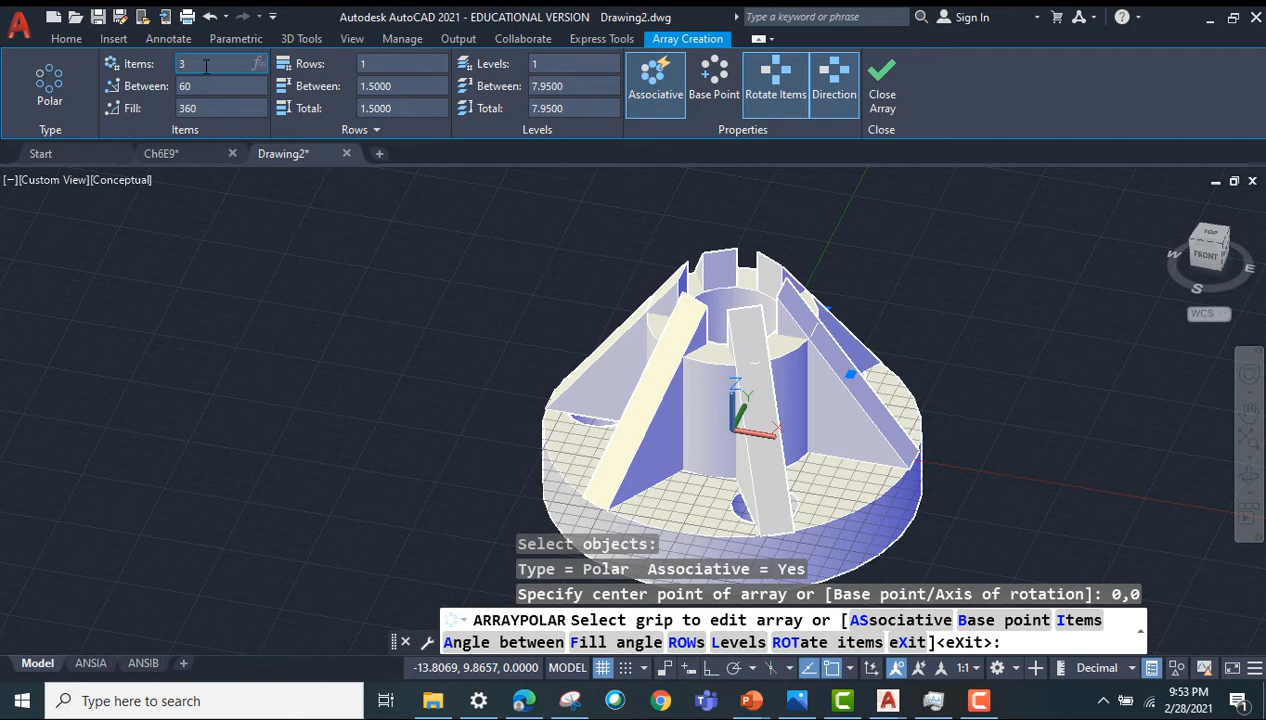 Autodesk AutoCAD 2021 - EDUCATIONAL VERSION Drawing2.dwg
Type a keyword or phrase
Sign In
Home Insert Annotate Parametric 3D Tools View Manage Output Collaborate Express Tools Array Creation
Polar
Type
Items: 3
Between: 60
Fill: 360
Items
Rows: 1
Between: 1.5000
Total: 1.5000
Rows
Levels: 1
Between: 7.9500
Total: 7.9500
Levels
Associative Base Point Rotate Items Direction
Properties
Close Array
Close
Start Ch6E9* Drawing2*
[−][Custom View][Conceptual]
TOP
FRONT
W E
S
WCS
Z
Y
X
Select objects:
Type = Polar Associative = Yes
Specify center point of array or [Base point/Axis of rotation]: 0,0
ARRAYPOLAR Select grip to edit array or [ASsociative Base point Items
Angle between Fill angle ROWs Levels ROTate items eXit]<eXit>:
Model ANSIA ANSIB
-13.8069, 9.8657, 0.0000 MODEL
1:1
Decimal
Type here to search
9:53 PM
2/28/2021